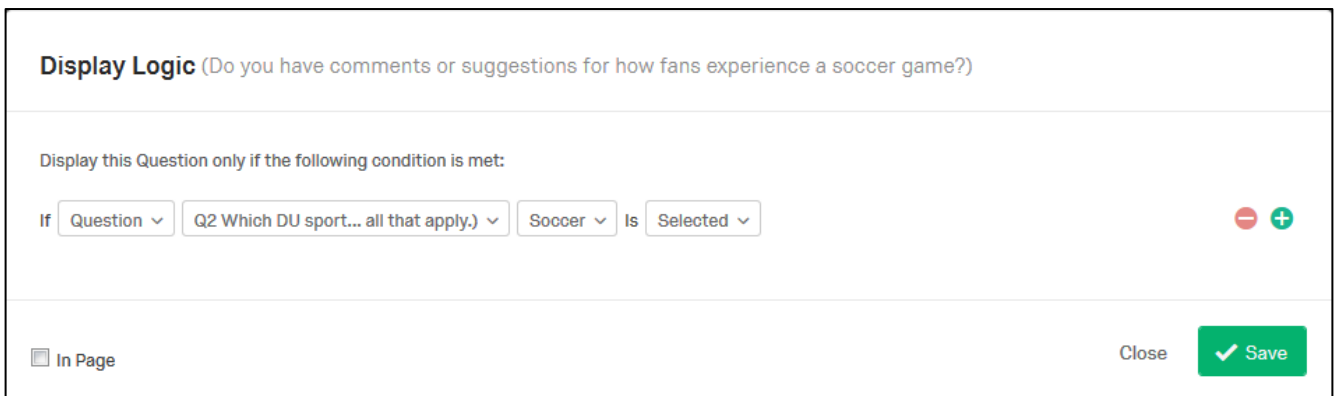 Display Logic (Do you have comments or suggestions for how fans experience a soccer game?)
Display this Question only if the following condition is met:
If Question Q2 Which DU sport... all that apply.) Soccer Is Selected
In Page
Close Save